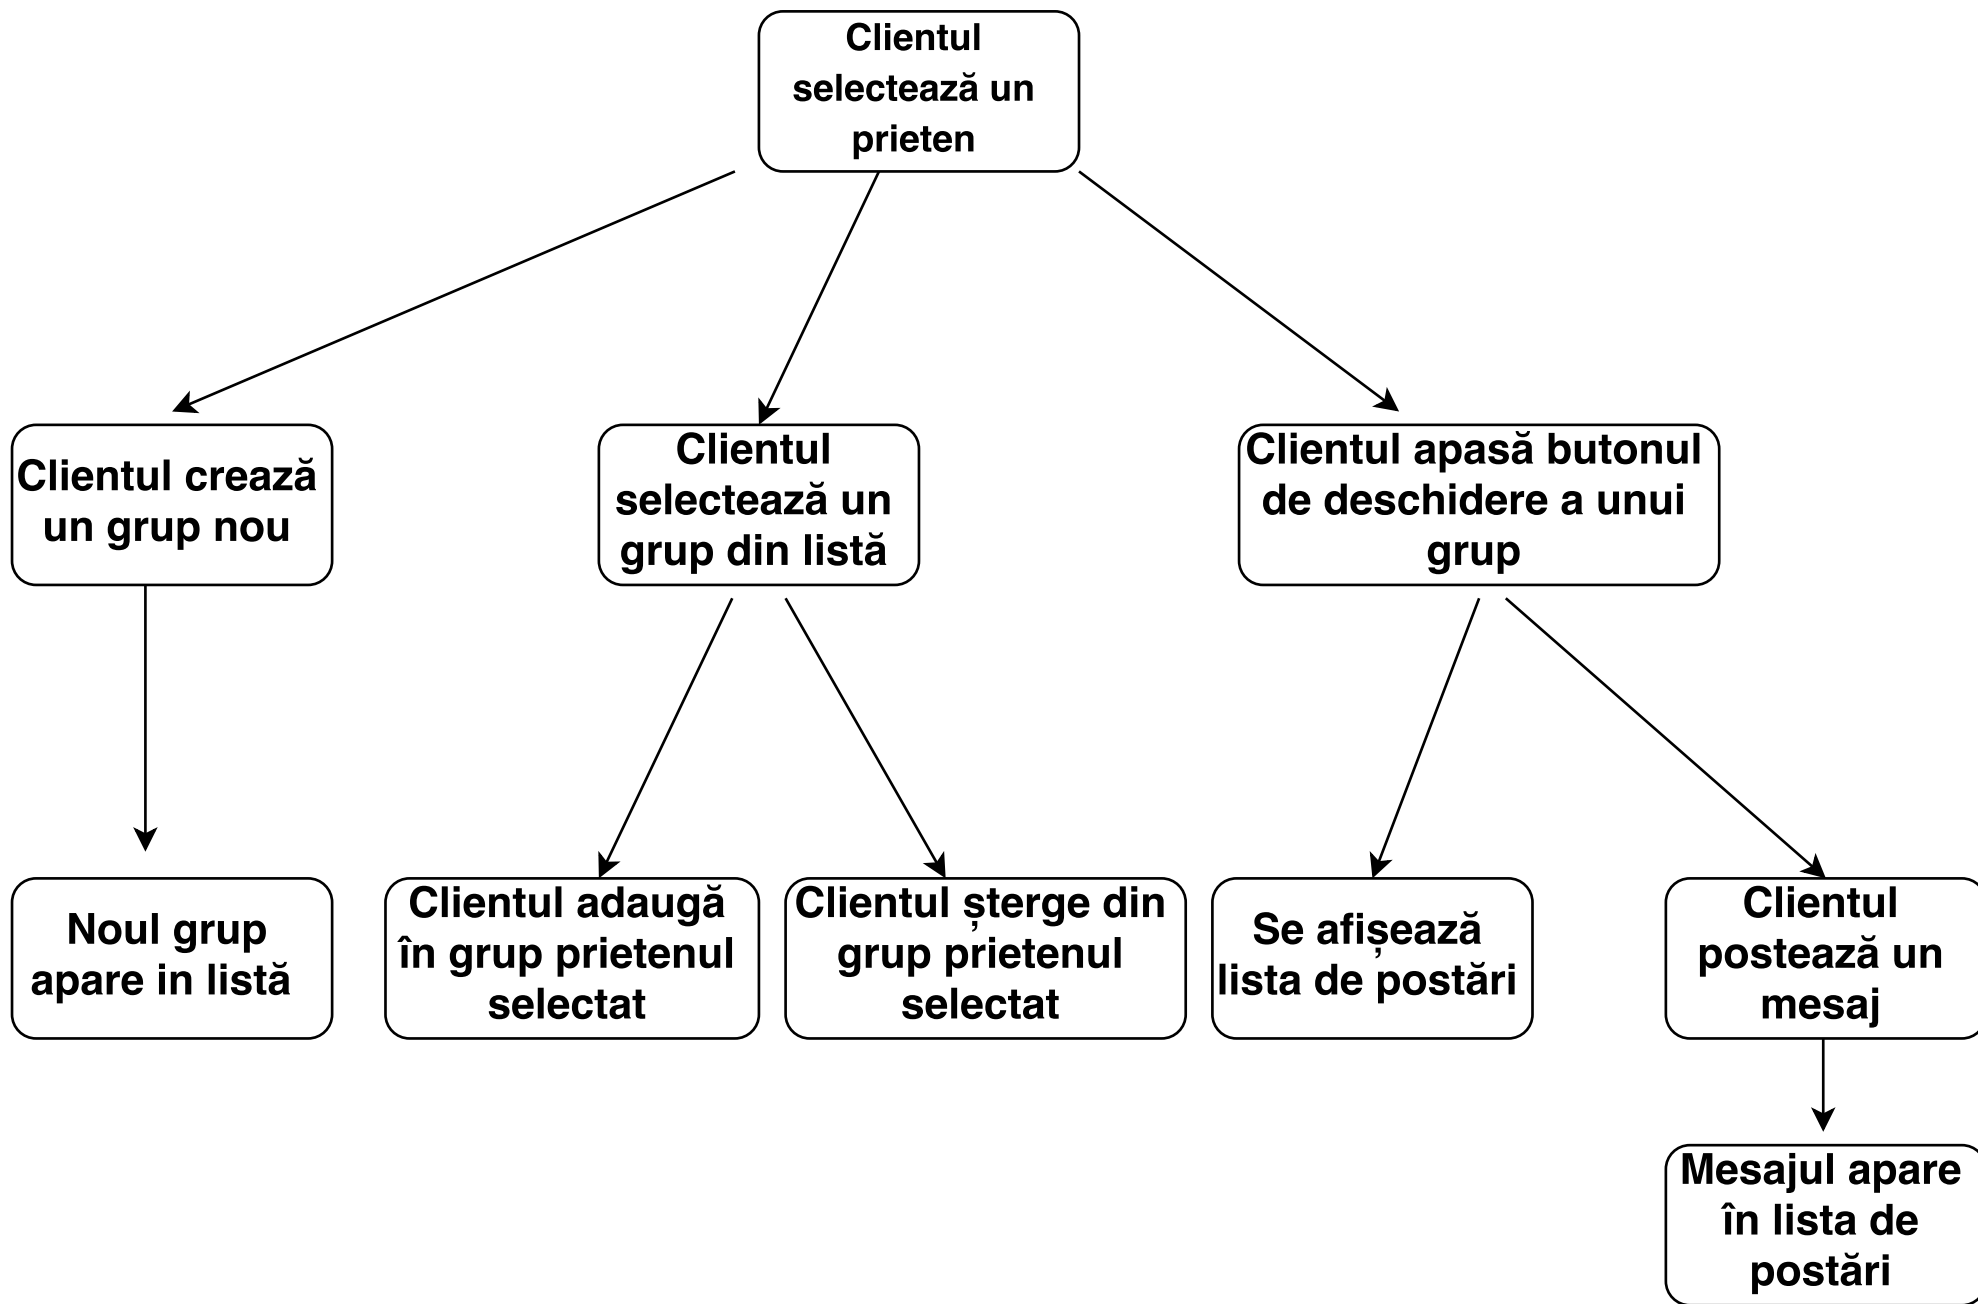 Clientul
selectează un
prieten
Clientul crează
un grup nou
Clientul
selectează un
grup din listă
Clientul apasă butonul
de deschidere a unui
grup
Noul grup
apare in listă
Clientul adaugă
în grup prietenul
selectat
Clientul șterge din
grup prietenul
selectat
Se afișează
lista de postări
Clientul
postează un
mesaj
Mesajul apare
în lista de
postări